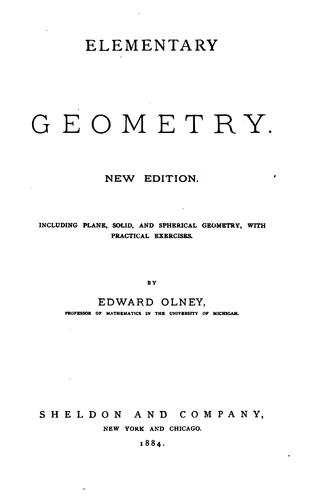 ELEMENTARY
GEOMETRY.
NEW EDITION.
INCLUDING PLANE, SOLID, AND SPHERICAL GEOMETRY, WITH
PRACTICAL EXERCISES.
BY
EDWARD OLNEY,
PROFESSOR OF MATHEMATICS IN THE UNIVERSITY OF MICHIGAN.
SHELDON AND COMPANY,
NEW YORK AND CHICAGO.
1884.